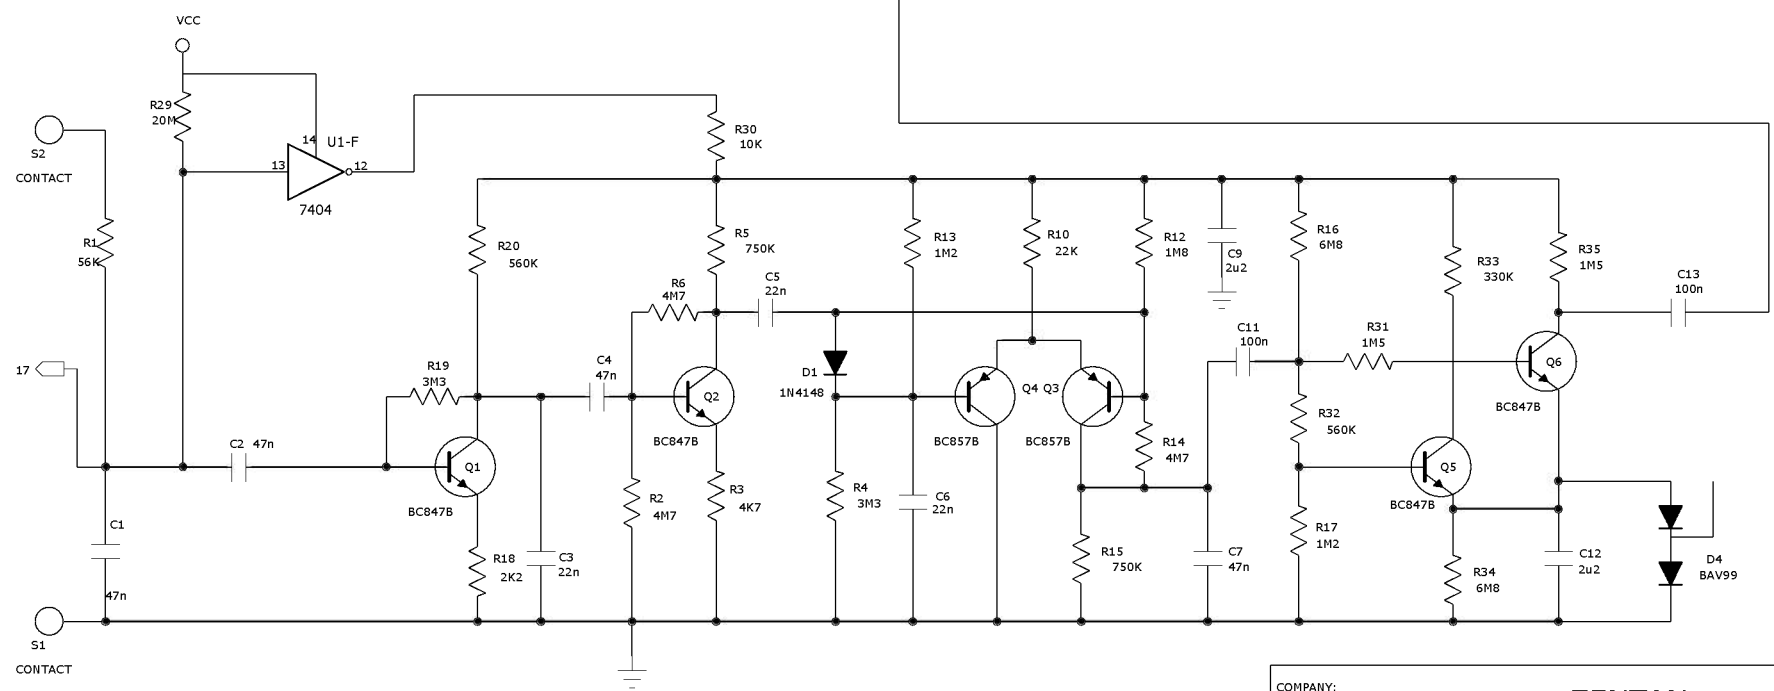 VCC
R29
20M
14
U1-F
13
12
7404
S2
CONTACT
R1
56K
17
R30
10K
R20
560K
R5
750K
R6
4M7
C5
22n
R13
1M2
R10
22K
R12
1M8
C9
2u2
R16
6M8
R33
330K
R35
1M5
C13
100n
R19
3M3
C4
47n
Q2
BC847B
D1
1N4148
Q4
Q3
BC857B
BC857B
C11
100n
R31
1M5
Q6
BC847B
C2
47n
Q1
BC847B
R14
4M7
R32
560K
Q5
BC847B
C1
47n
R18
2K2
C3
22n
R2
4M7
R3
4K7
R4
3M3
C6
22n
R15
750K
C7
47n
R17
1M2
R34
6M8
C12
2u2
D4
BAV99
S1
CONTACT
COMPANY: